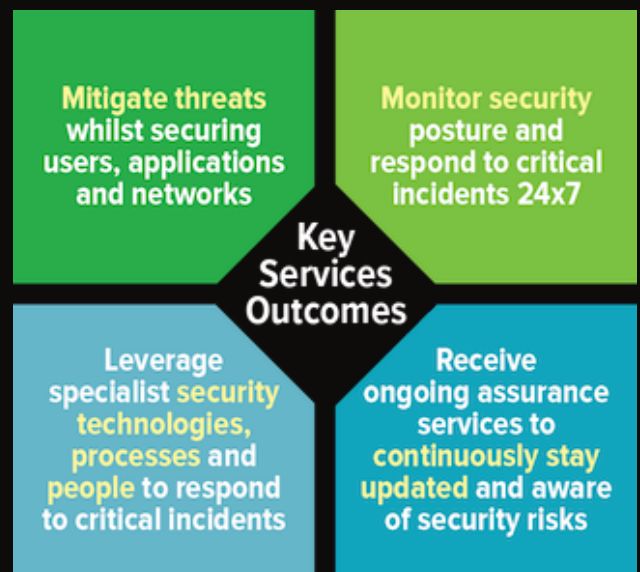 Mitigate threats
whilst securing
users, applications
and networks
Monitor security
posture and
respond to critical
incidents 24x7
Key
Services
Outcomes
Leverage
specialist security
technologies,
processes and
people to respond
to critical incidents
Receive
ongoing assurance
services to
continuously stay
updated and aware
of security risks